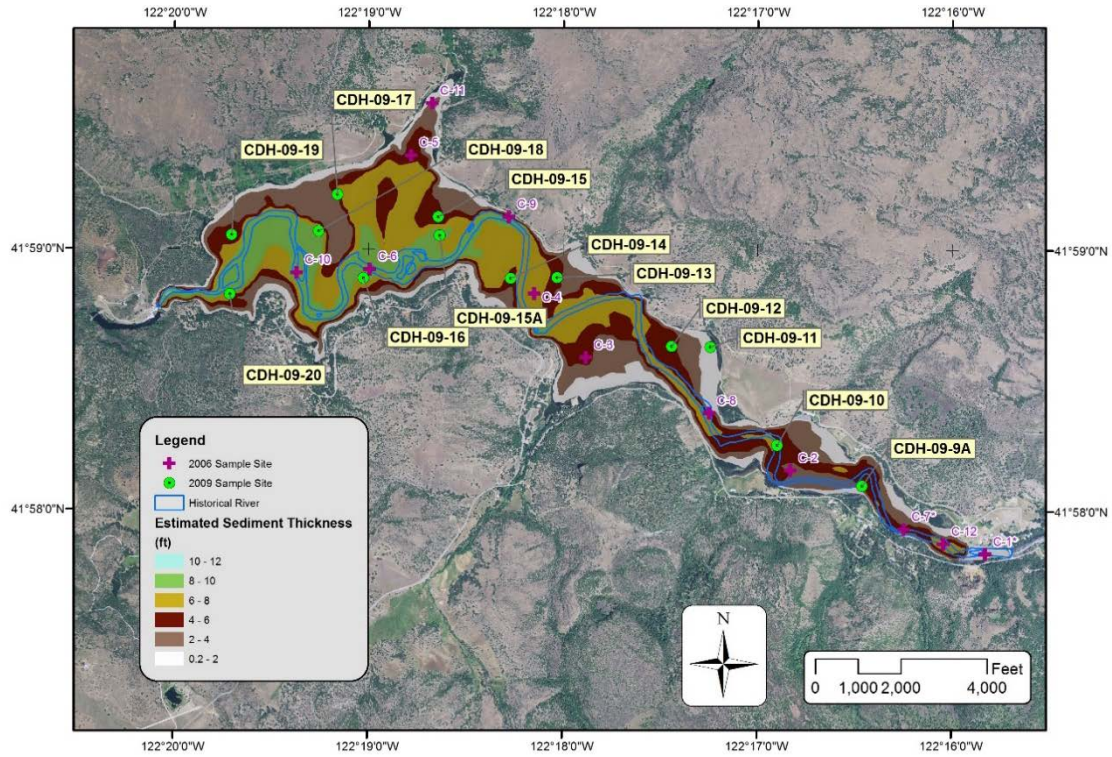 122°20'0"W
122°19'0"W
122°18'0"W
122°17'0"W
122°16'0"W
C-11
CDH-09-17
CDH-09-19
C-5
CDH-09-18
CDH-09-15
C-9
41°59'0"N
41°59'0"N
CDH-09-14
C-6
C-10
CDH-09-13
C-4
CDH-09-12
CDH-09-15A
CDH-09-16
CDH-09-11
C-3
CDH-09-20
C-8
CDH-09-10
CDH-09-9A
C-2
41°58'0"N
41°58'0"N
C-7*
C-12
C-1*
Legend
2006 Sample Site
2009 Sample Site
Historical River
Estimated Sediment Thickness
(ft)
10 - 12
8 - 10
6 - 8
4 - 6
2 - 4
0.2 - 2
N
Feet
0 1,000 2,000 4,000
122°20'0"W
122°19'0"W
122°18'0"W
122°17'0"W
122°16'0"W